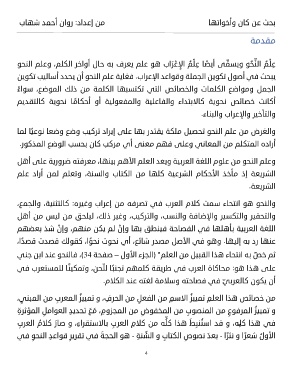 بحث عن كان وأخواتها
من إعداد: روان أحمد شهاب
مقدمة
عِلْمُ النَّحْو ويسمَّى أيضًا عِلْمُ الإِعْرَاب هو علم يعرف به حال أواخر الكلم، وعلم النحو
يبحث في أصول تكوين الجملة وقواعد الإعراب. فغاية علم النحو أن يحدد أساليب تكوين
الجمل ومواضع الكلمات والخصائص التي تكتسبها الكلمة من ذلك الموضع، سواءً
أكانت خصائص نحوية كالابتداء والفاعلية والمفعولية أو أحكامًا نحوية كالتقديم
والتأخير والإعراب والبناء.
والغرض من علم النحو تحصيل ملكة يقتدر بها على إيراد تركيب وضع وضعا نوعيًا لما
أراده المتكلم من المعاني وعلى فهم معنى أي مركب كان بحسب الوضع المذكور.
وعلم النحو من علوم اللغة العربية ويعد العلم الأهم بينها، معرفته ضرورية على أهل
الشريعة إذ مأخذ الأحكام الشرعية كلها من الكتاب والسنة، وتعلم لمن أراد علم
الشريعة.
والنحو هو انتحاء سمت كلام العرب في تصرفه من إعراب وغيره: كالتثنية، والجمع،
والتحقير والتكسير والإضافة والنسب، والتركيب، وغير ذلك، ليلحق من ليس من أهل
اللغة العربية بأهلها في الفصاحة فينطق بها وإنْ لم يكن منهم، وإنْ شذ بعضهم
عنها رد به إليها. وهو في الأصل مصدر شائع، أي نحوت نحوًا، كقولك قصدت قصدًا،
ثم خصّ به انتحاء هذا القبيل من العلم" (الجزء الأول – صفحة 34)، فالنحو عند ابن جني
على هذا هو: محاكاة العرب في طريقة كلامهم تجنبًا للّحن، وتمكينًا للمستعرب في
أن يكون كالعربيّ في فصاحته وسلامة لغته عند الكلام.
من خصائص هذا العلم تمييزُ الاسمِ من الفعلِ من الحرفِ، و تمييزُ المعربِ من المبني،
و تمييزُ المرفوعِ من المنصوبِ من المخفوضِ من المجزومِ، مَعَ تحديدِ العواملِ المؤثرةِ
في هذا كلِه، و قد استُنبِطَ هذا كلُّه من كلامِ العربِ بالاستقراءِ، و صارَ كلامُ العربِ
الأولُ شعرًا و نثرًا - بعدَ نصوصِ الكتابِ و السُّنةِ - هو الحجةَ في تقريرِ قواعدِ النحوِ في
4